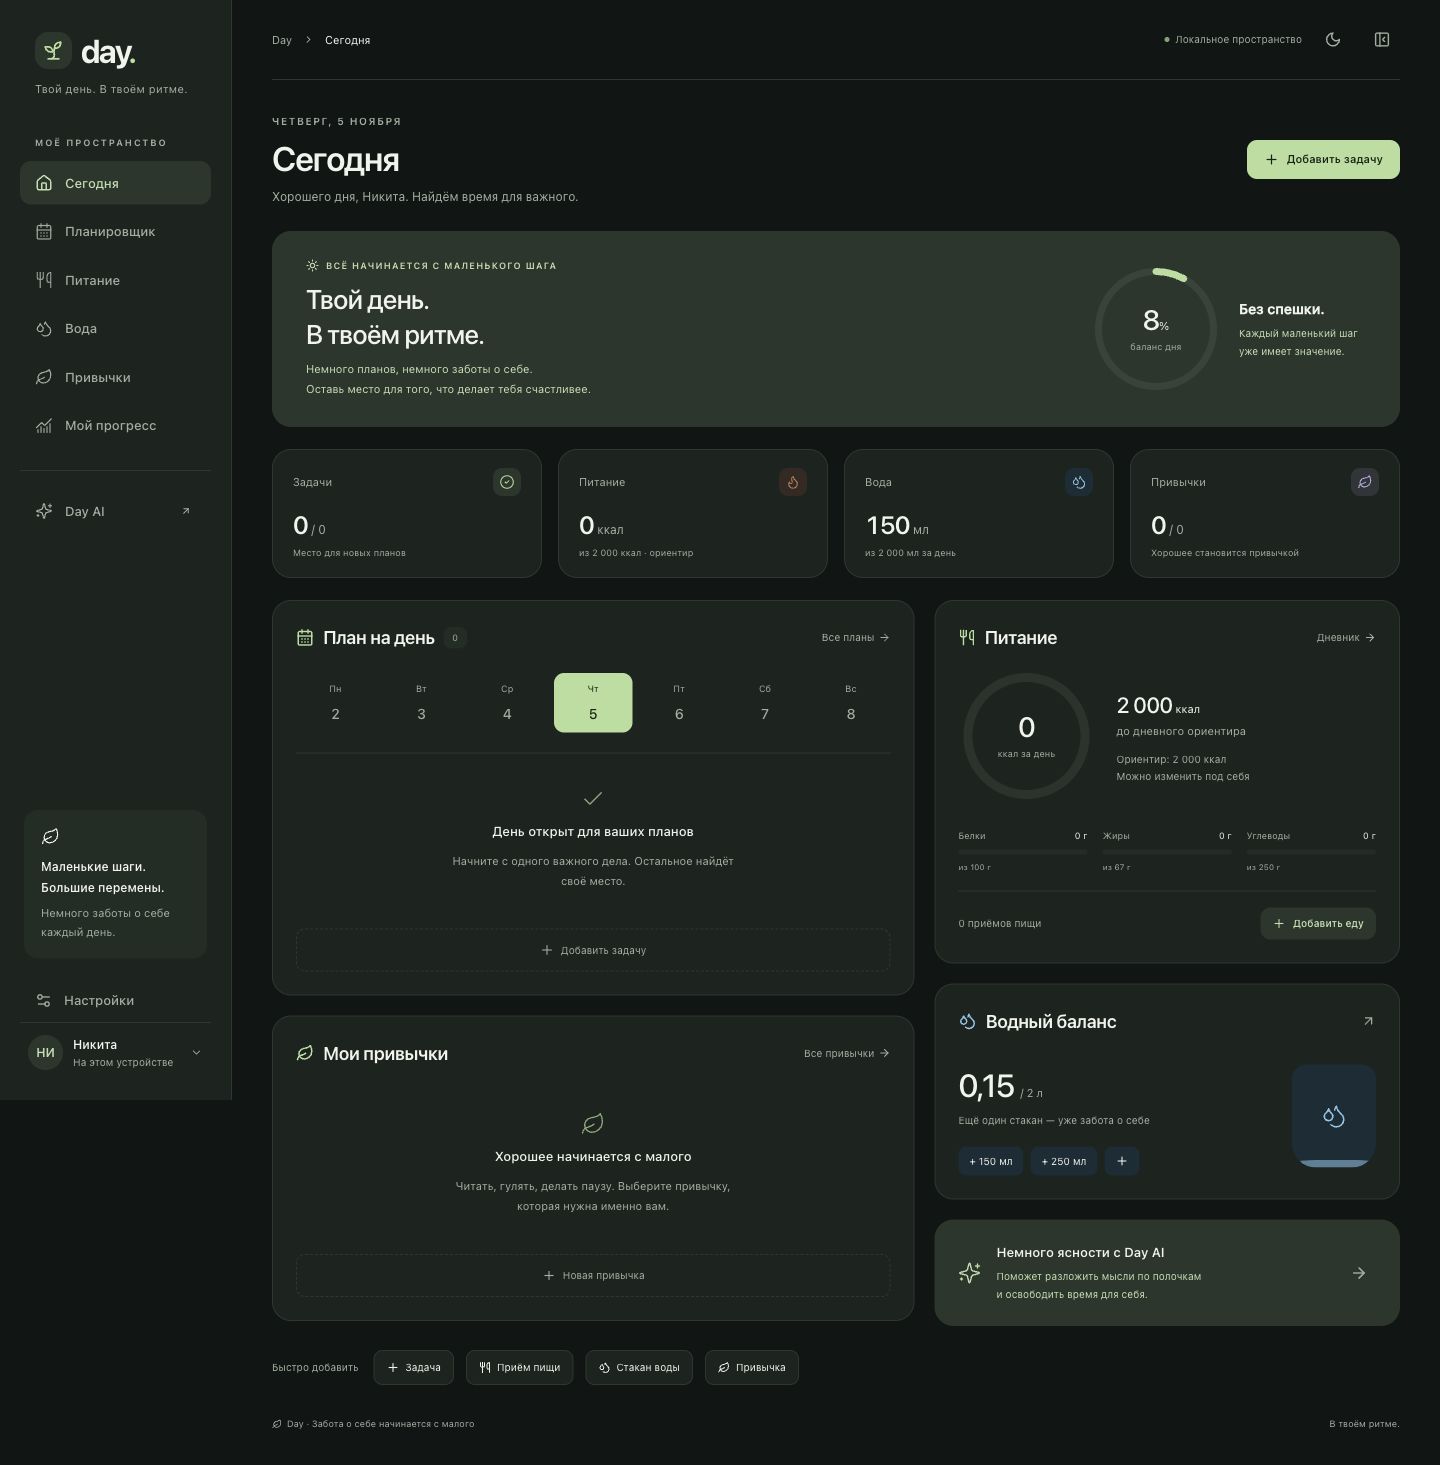 day.
Твой день. В твоём ритме.
МОЁ ПРОСТРАНСТВО
Сегодня
Планировщик
Питание
Вода
Привычки
Мой прогресс
Day AI
Маленькие шаги.
Большие перемены.
Немного заботы о себе
каждый день.
Настройки
НИ
Никита
На этом устройстве
Day
Сегодня
Локальное пространство
ЧЕТВЕРГ, 5 НОЯБРЯ
Сегодня
Хорошего дня, Никита. Найдём время для важного.
Добавить задачу
ВСЁ НАЧИНАЕТСЯ С МАЛЕНЬКОГО ШАГА
Твой день.
В твоём ритме.
Немного планов, немного заботы о себе.
Оставь место для того, что делает тебя счастливее.
8%
баланс дня
Без спешки.
Каждый маленький шаг
уже имеет значение.
Задачи
0 / 0
Место для новых планов
Питание
0 ккал
из 2 000 ккал · ориентир
Вода
150 мл
из 2 000 мл за день
Привычки
0 / 0
Хорошее становится привычкой
План на день 0
Все планы
Пн Вт Ср Чт Пт Сб Вс
2 3 4 5 6 7 8
День открыт для ваших планов
Начните с одного важного дела. Остальное найдёт
своё место.
Добавить задачу
Мои привычки
Все привычки
Хорошее начинается с малого
Читать, гулять, делать паузу. Выберите привычку,
которая нужна именно вам.
Новая привычка
Питание
Дневник
0
ккал за день
2 000 ккал
до дневного ориентира
Ориентир: 2 000 ккал
Можно изменить под себя
Белки 0 г
из 100 г
Жиры 0 г
из 67 г
Углеводы 0 г
из 250 г
0 приёмов пищи
Добавить еду
Водный баланс
0,15 / 2 л
Ещё один стакан — уже забота о себе
+ 150 мл
+ 250 мл
Немного ясности с Day AI
Поможет разложить мысли по полочкам
и освободить время для себя.
Быстро добавить
Задача
Приём пищи
Стакан воды
Привычка
Day · Забота о себе начинается с малого
В твоём ритме.